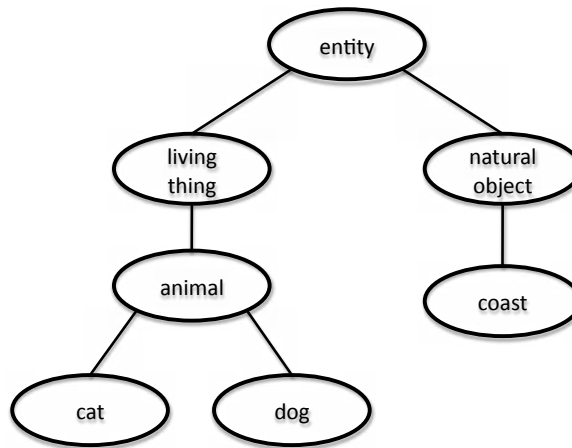 entity
living
thing
natural
object
animal
coast
cat
dog